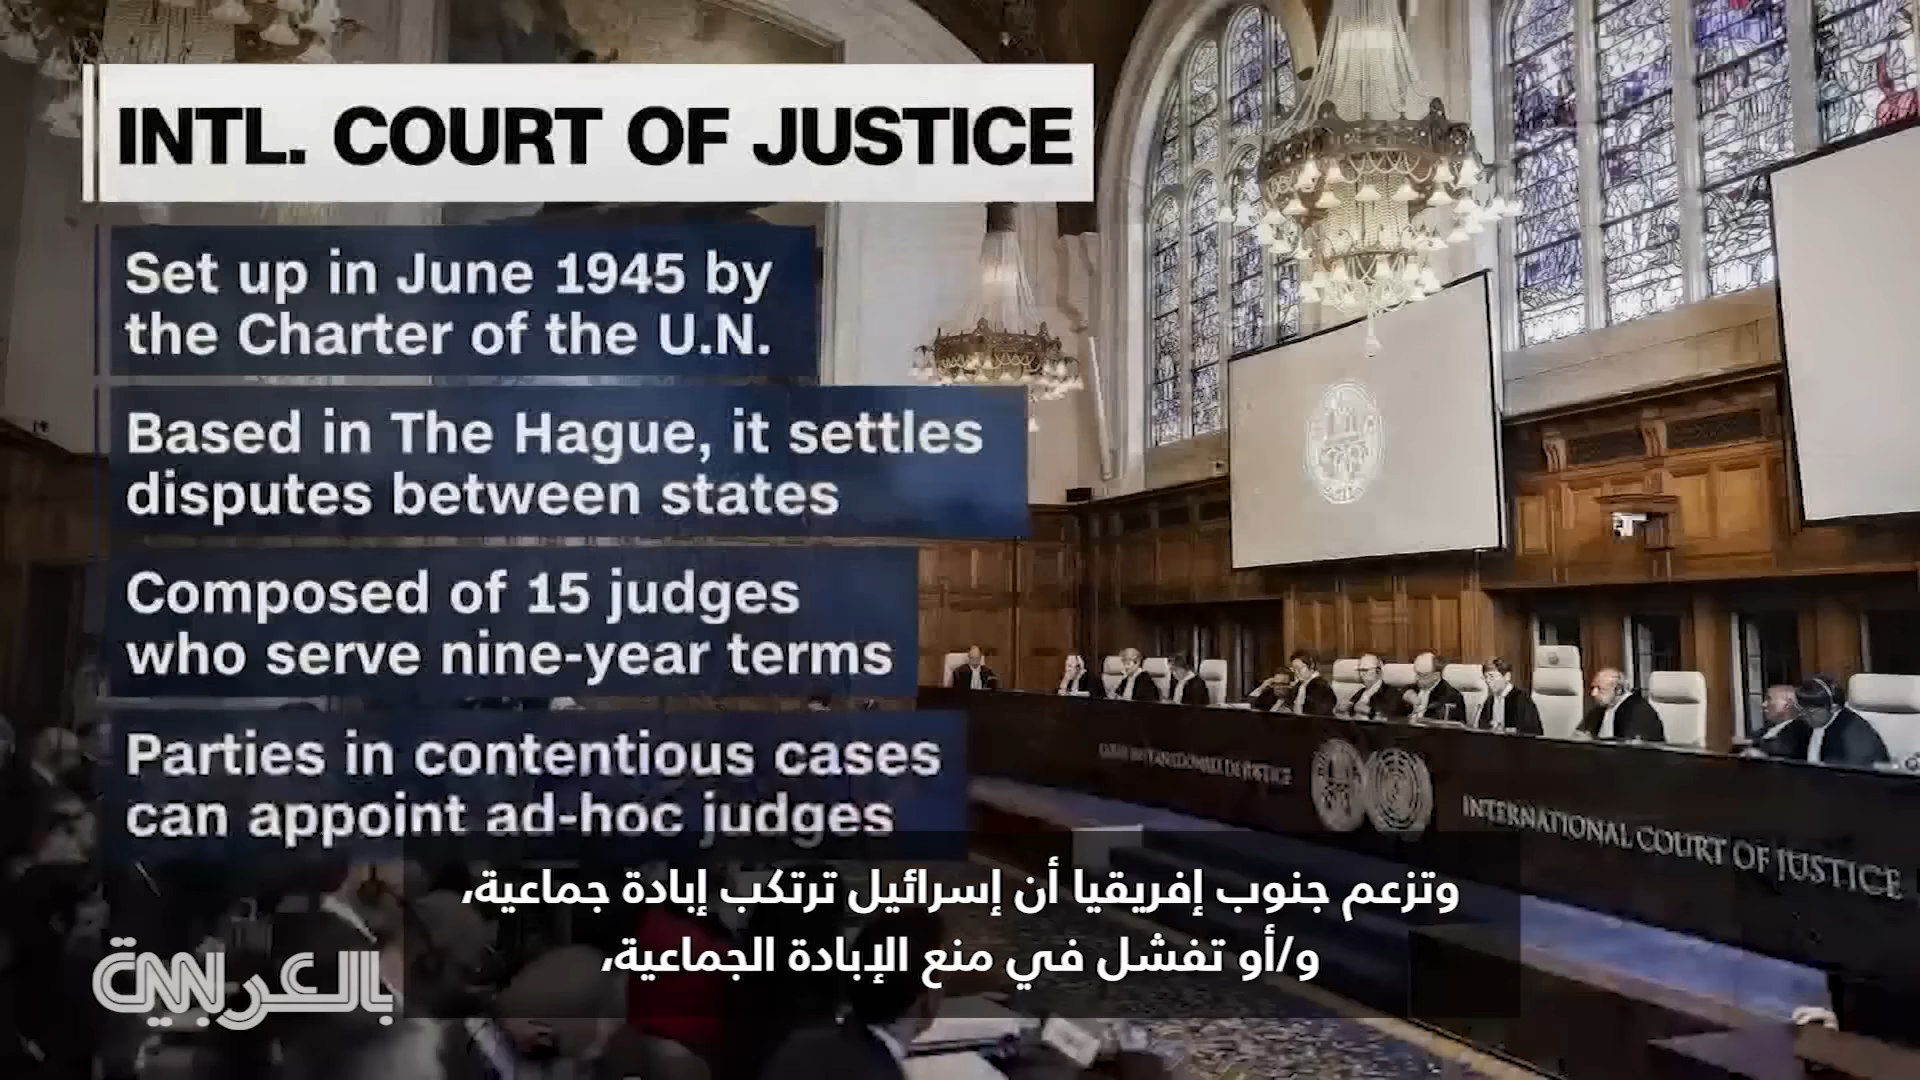 INTL. COURT OF JUSTICE
Set up in June 1945 by
the Charter of the U.N.
Based in The Hague, it settles
disputes between states
Composed of 15 judges
who serve nine-year terms
Parties in contentious cases
can appoint ad-hoc judges
INTERNATIONAL COURT OF JUSTICE
وتزعم جنوب إفريقيا أن إسرائيل ترتكب إبادة جماعية،
و/أو تفشل في منع الإبادة الجماعية،
CNN بالعربية